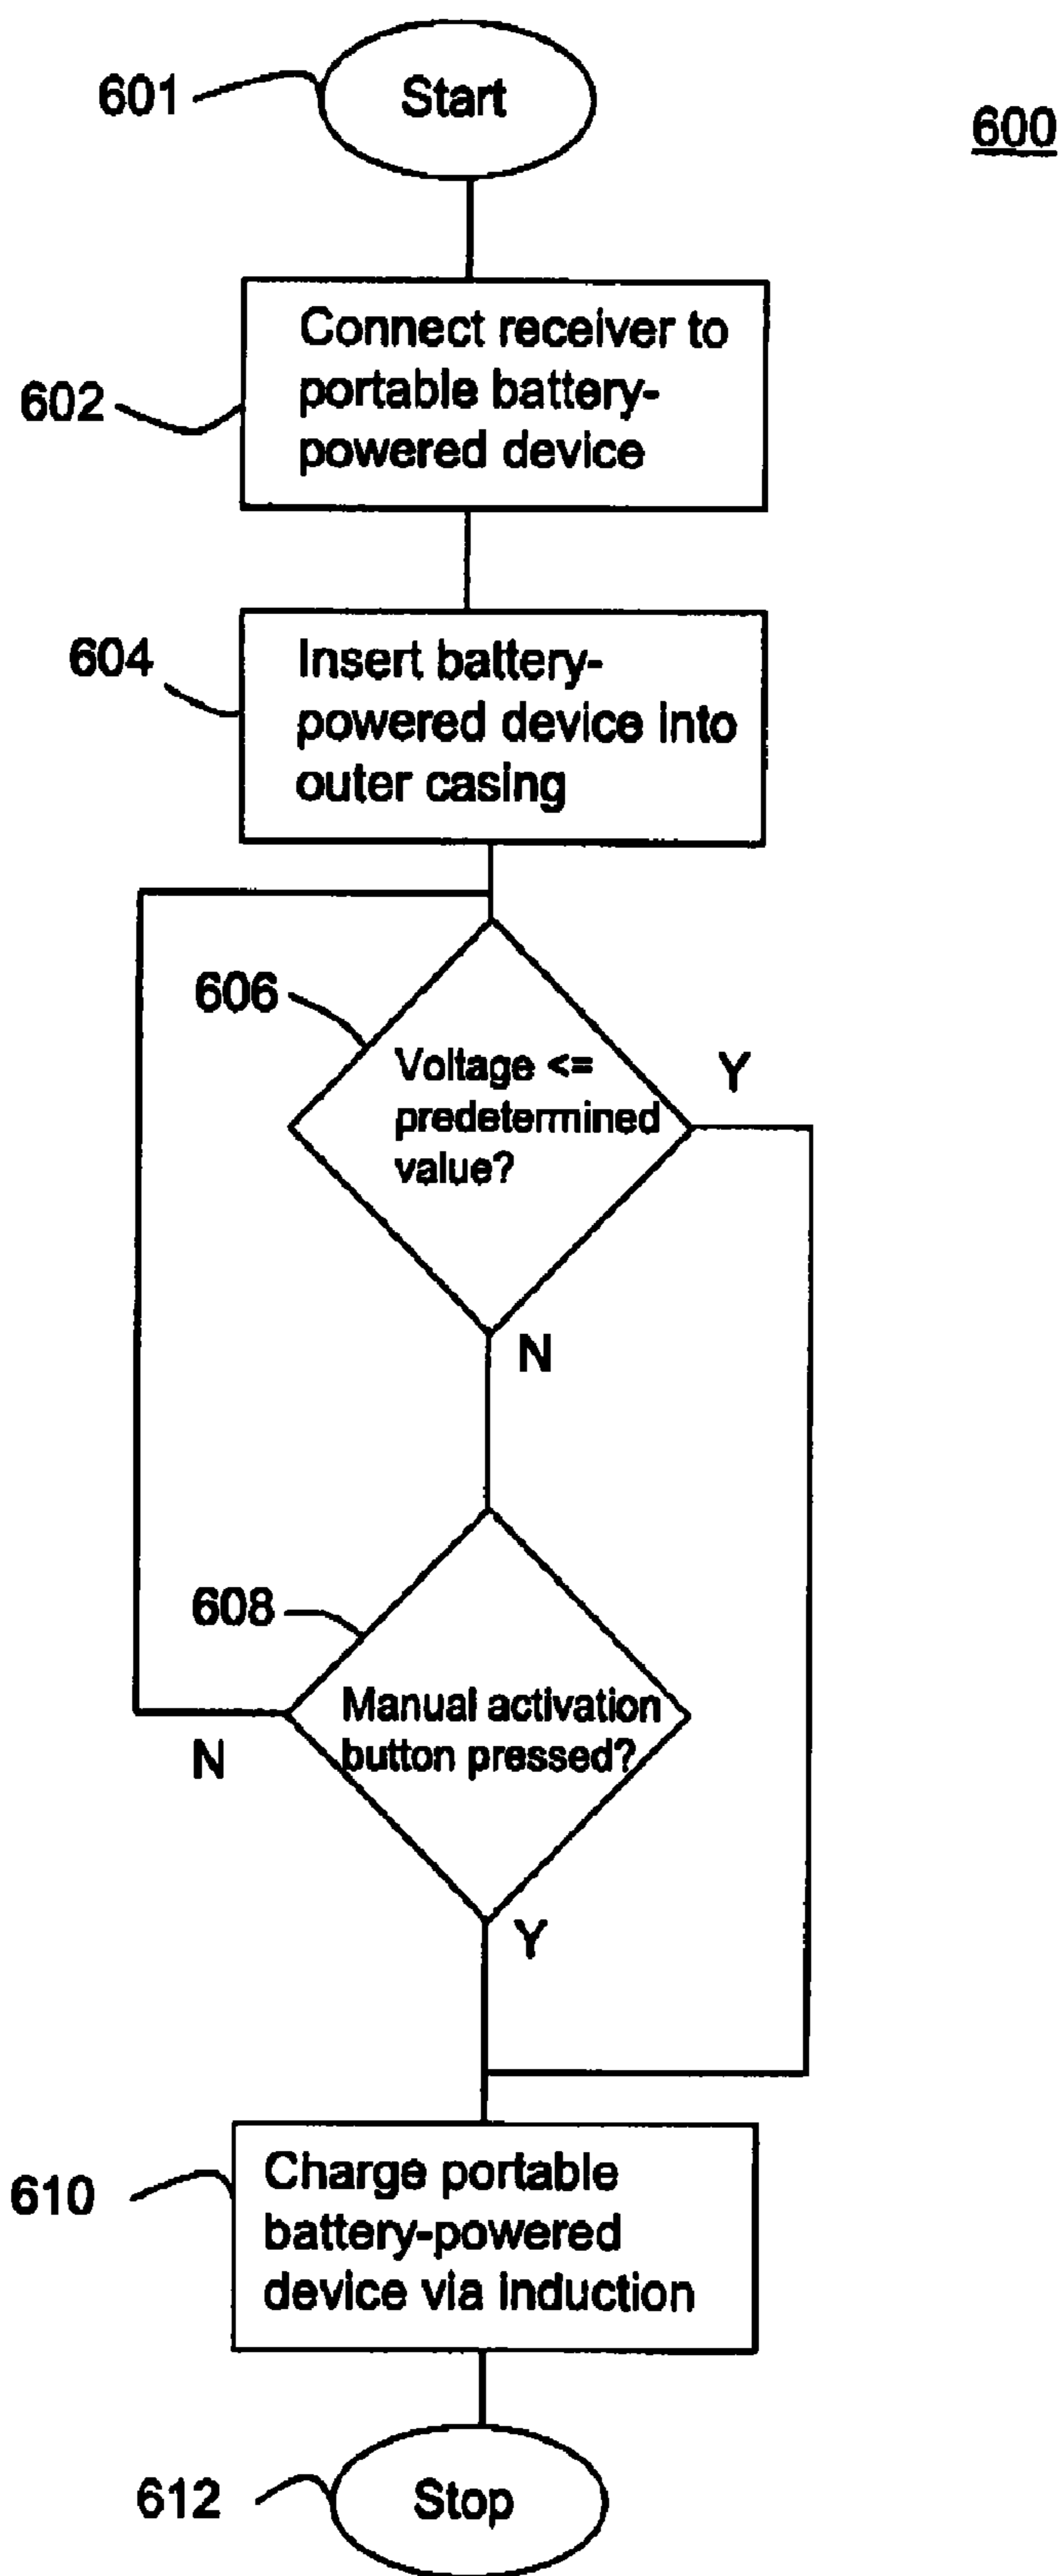 601
Start
600
602
Connect receiver to
portable battery-
powered device
604
Insert battery-
powered device into
outer casing
606
Voltage <=
predetermined
value?
Y
N
608
Manual activation
button pressed?
N
Y
610
Charge portable
battery-powered
device via induction
612
Stop